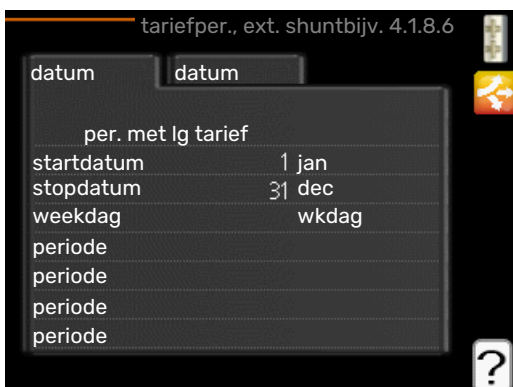 tariefper., ext. shuntbijv. 4.1.8.6
datum datum
per. met lg tarief
startdatum 1 jan
stopdatum 31 dec
weekdag wkdag
periode
periode
periode
periode
?